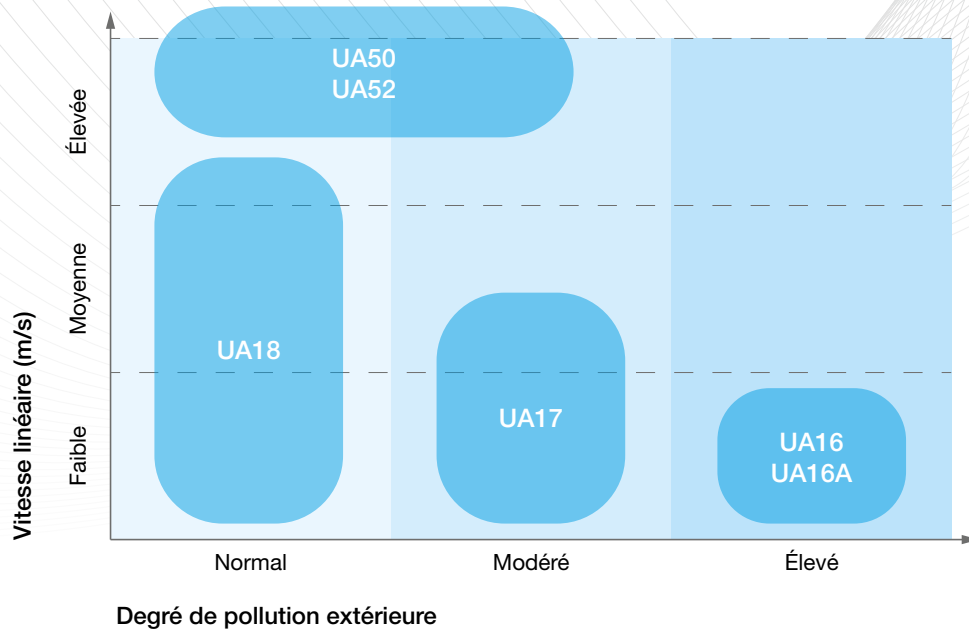 UA50
UA52
Élevée
UA18
Moyenne
UA17
UA16
UA16A
Faible
Vitesse linéaire (m/s)
Normal
Modéré
Élevé
Degré de pollution extérieure